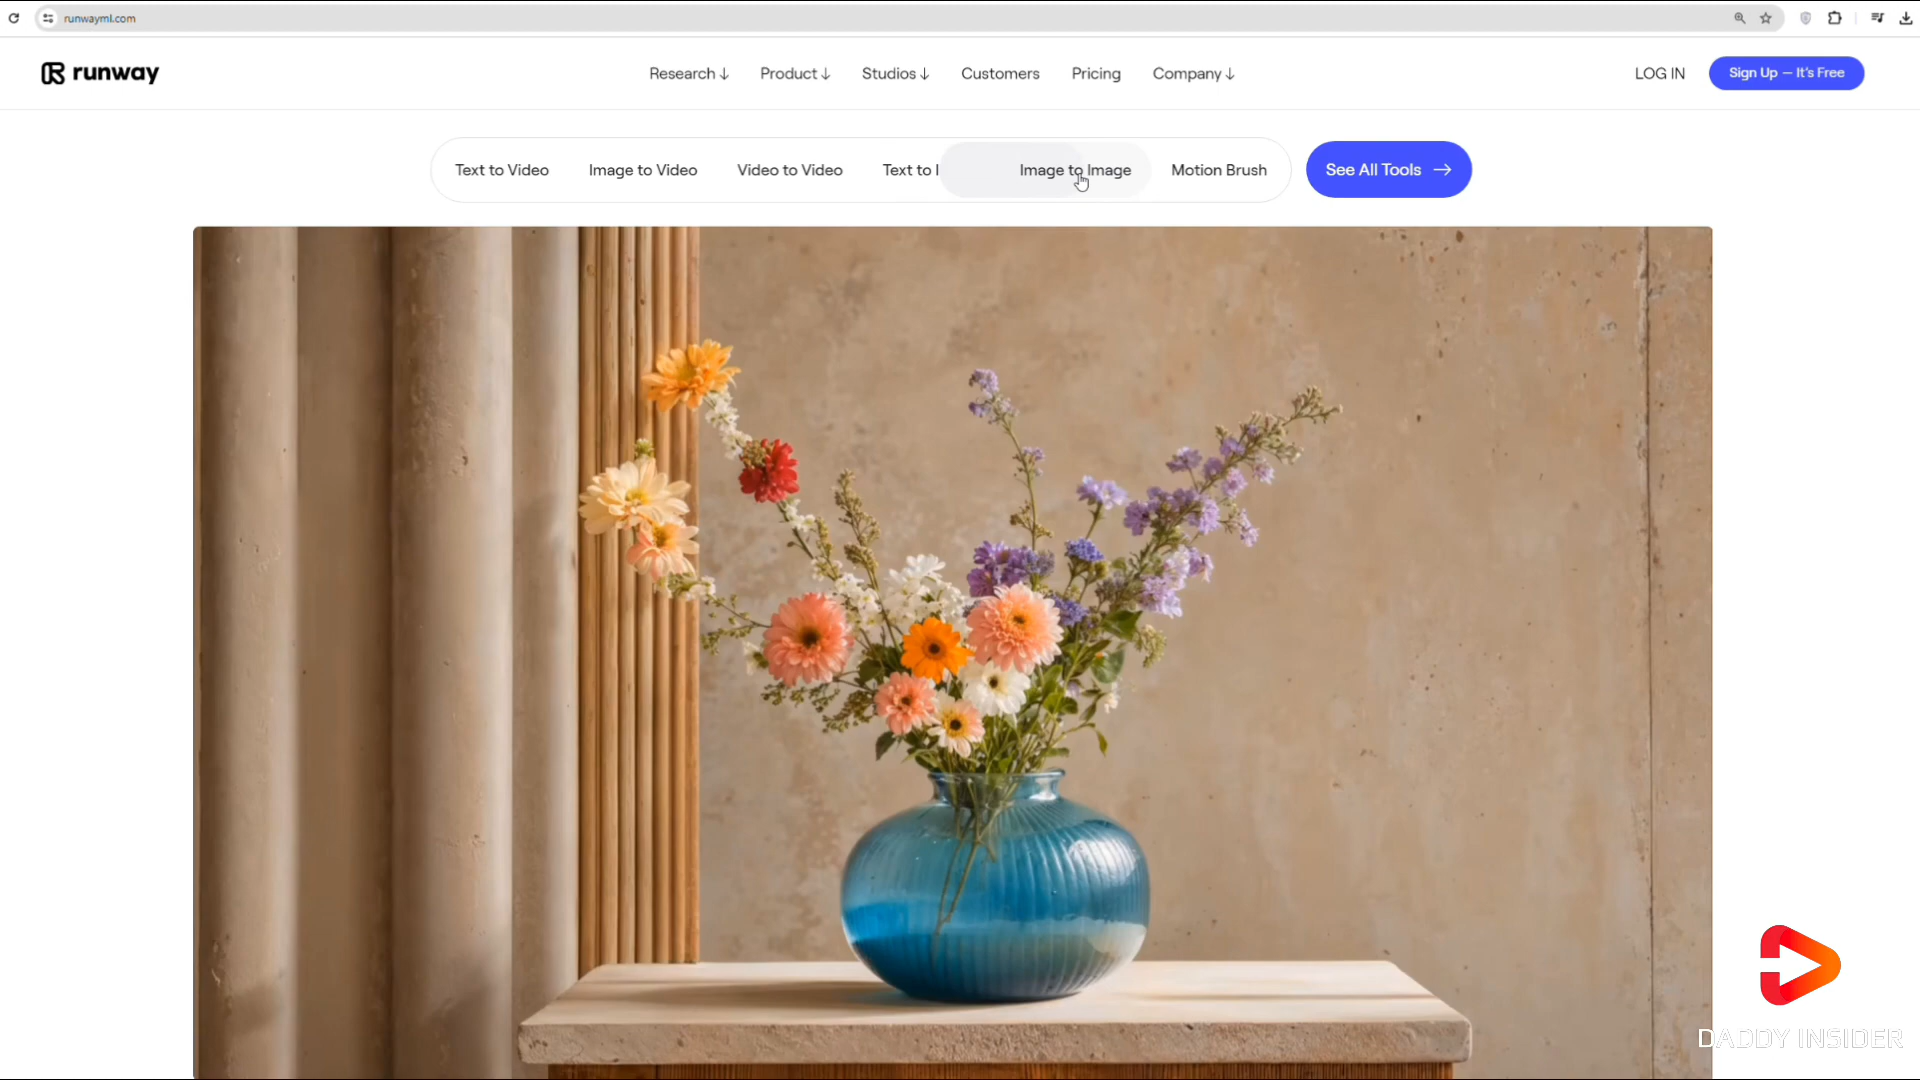 runwayml.com
runway
Research ↓ Product ↓ Studios ↓ Customers Pricing Company ↓ LOG IN Sign Up — It's Free
Text to Video Image to Video Video to Video Text to I Image to Image Motion Brush See All Tools →
DADDY INSIDER